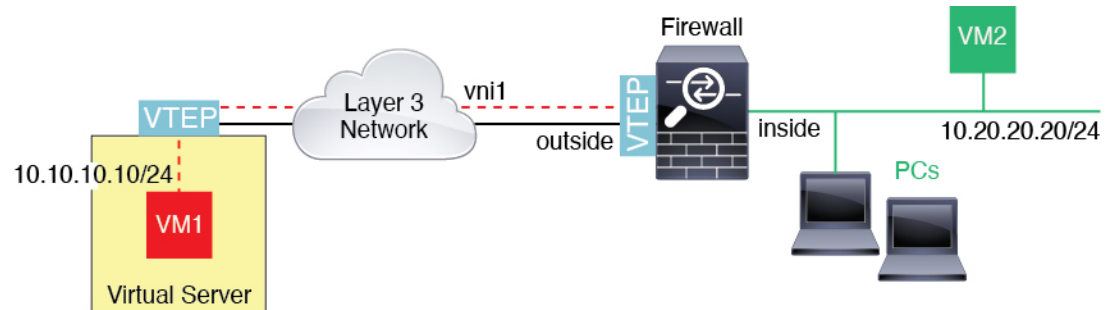 Firewall
VM2
VTEP
Layer 3
Network
vni1
outside
VTEP
inside
10.20.20.20/24
10.10.10.10/24
VM1
PCs
Virtual Server